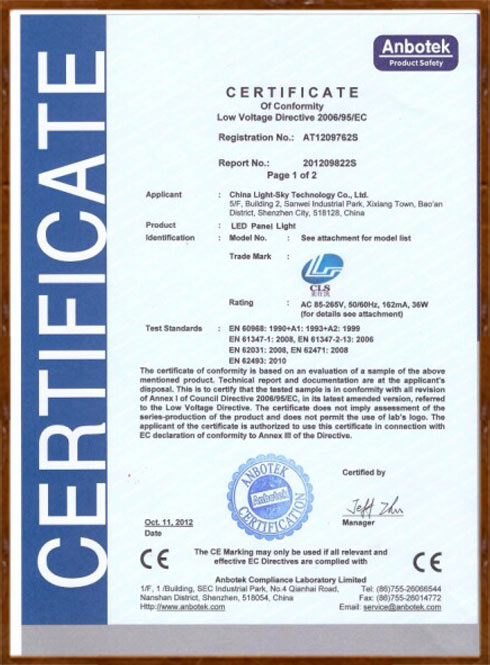 CERTIFICATE
Anbotek
Product Safety
CERTIFICATE
Of Conformity
Low Voltage Directive 2006/95/EC
Registration No.: AT1209762S
Report No.: 201209822S
Page 1 of 2
Applicant : China Light-Sky Technology Co., Ltd.
5/F, Building 2, Sanwei Industrial Park, Xixiang Town, Bao'an
District, Shenzhen City, 518128, China
Product : LED Panel Light
Identification : Model No. : See attachment for model list
Trade Mark :
CLS
Rating : AC 85-265V, 50/60Hz, 162mA, 36W
(for details see attachment)
Test Standards : EN 60968: 1990+A1: 1993+A2: 1999
EN 61347-1: 2008, EN 61347-2-13: 2006
EN 62031: 2008, EN 62471: 2008
EN 62493: 2010
The certificate of conformity is based on an evaluation of a sample of the above
mentioned product. Technical report and documentation are at the applicant's
disposal. This is to certify that the tested sample is in conformity with all revision
of Annex I of Council Directive 2006/95/EC, in its latest amended version, referred
to the Low Voltage Directive. The certificate does not imply assessment of the
series-production of the product and does not permit the use of lab's logo. The
applicant of the certificate is authorized to use this certificate in connection with
EC declaration of conformity to Annex III of the Directive.
ANBOTEK
Anbotek
CERTIFICATION
Certified by
Jeff Zhu
Manager
Oct. 11, 2012
Date
CE
The CE Marking may only be used if all relevant and
effective EC Directives are complied with
CE
Anbotek Compliance Laboratory Limited
1/F, 1 /Building, SEC Industrial Park, No.4 Qianhai Road, Tel: (86)755-26066544
Nanshan District, Shenzhen, 518054, China Fax: (86)755-26014772
Http://www.anbotek.com Email: service@anbotek.com